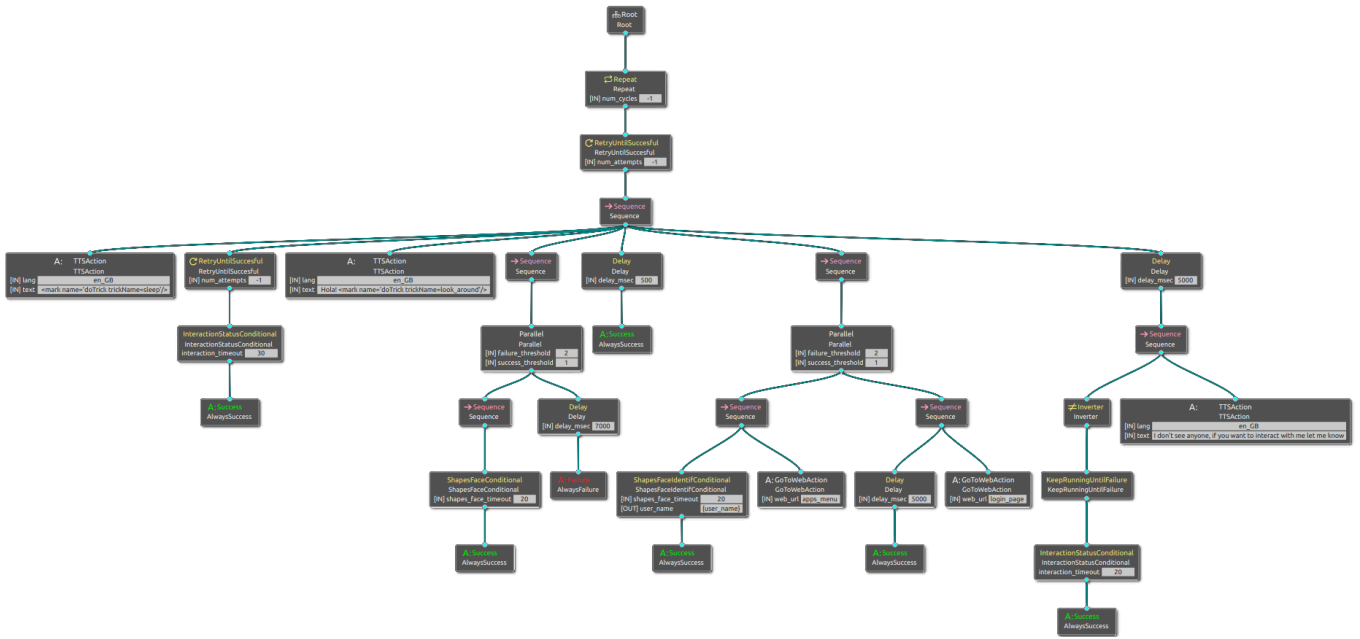 Root
Root
Repeat
Repeat
[IN] num_cycles -1
RetryUntilSuccesful
RetryUntilSuccesful
[IN] num_attempts -1
Sequence
Sequence
A: TTSAction
TTSAction
[IN] lang en_GB
[IN] text <mark name='doTrick trickName=sleep'/>
RetryUntilSuccesful
RetryUntilSuccesful
[IN] num_attempts -1
A: TTSAction
TTSAction
[IN] lang en_GB
[IN] text Hola! <mark name='doTrick trickName=look_around'/>
Sequence
Sequence
Delay
Delay
[IN] delay_msec 500
Sequence
Sequence
Delay
Delay
[IN] delay_msec 5000
InteractionStatusConditional
InteractionStatusConditional
interaction_timeout 30
Parallel
Parallel
[IN] failure_threshold 2
[IN] success_threshold 1
A: Success
AlwaysSuccess
Parallel
Parallel
[IN] failure_threshold 2
[IN] success_threshold 1
Sequence
Sequence
A: Success
AlwaysSuccess
Sequence
Sequence
Delay
Delay
[IN] delay_msec 7000
Sequence
Sequence
Sequence
Sequence
Inverter
Inverter
A: TTSAction
TTSAction
[IN] lang en_GB
[IN] text I don't see anyone, if you want to interact with me let me know
ShapesFaceConditional
ShapesFaceConditional
[IN] shapes_face_timeout 20
A: Failure
AlwaysFailure
ShapesFaceIdentifConditional
ShapesFaceIdentifConditional
[IN] shapes_face_timeout 20
[OUT] user_name {user_name}
A: GoToWebAction
GoToWebAction
[IN] web_url apps_menu
Delay
Delay
[IN] delay_msec 5000
A: GoToWebAction
GoToWebAction
[IN] web_url login_page
KeepRunningUntilFailure
KeepRunningUntilFailure
A: Success
AlwaysSuccess
A: Success
AlwaysSuccess
A: Success
AlwaysSuccess
InteractionStatusConditional
InteractionStatusConditional
interaction_timeout 20
A: Success
AlwaysSuccess